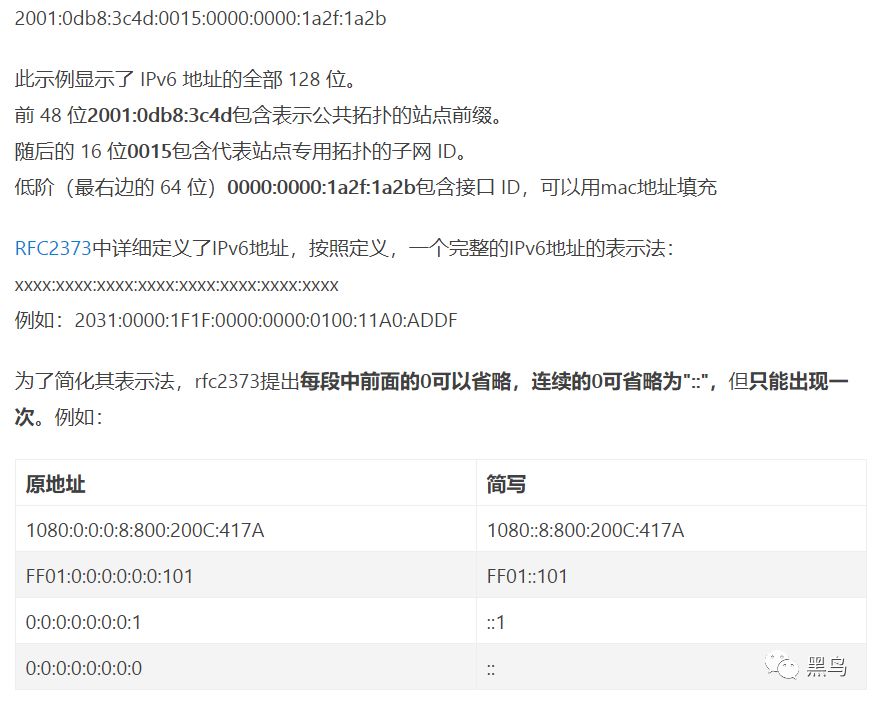 2001:0db8:3c4d:0015:0000:0000:1a2f:1a2b
此示例显示了 IPv6 地址的全部 128 位。
前 48 位2001:0db8:3c4d包含表示公共拓扑的站点前缀。
随后的 16 位0015包含代表站点专用拓扑的子网 ID。
低阶（最右边的 64 位）0000:0000:1a2f:1a2b包含接口 ID，可以用mac地址填充
RFC2373中详细定义了IPv6地址，按照定义，一个完整的IPv6地址的表示法：
xxxx:xxxx:xxxx:xxxx:xxxx:xxxx:xxxx:xxxx
例如：2031:0000:1F1F:0000:0000:0100:11A0:ADDF
为了简化其表示法，rfc2373提出每段中前面的0可以省略，连续的0可省略为"::"，但只能出现一
次。例如：
原地址 简写
1080:0:0:0:8:800:200C:417A 1080::8:800:200C:417A
FF01:0:0:0:0:0:0:101 FF01::101
0:0:0:0:0:0:0:1 ::1
0:0:0:0:0:0:0:0 ::
黑鸟